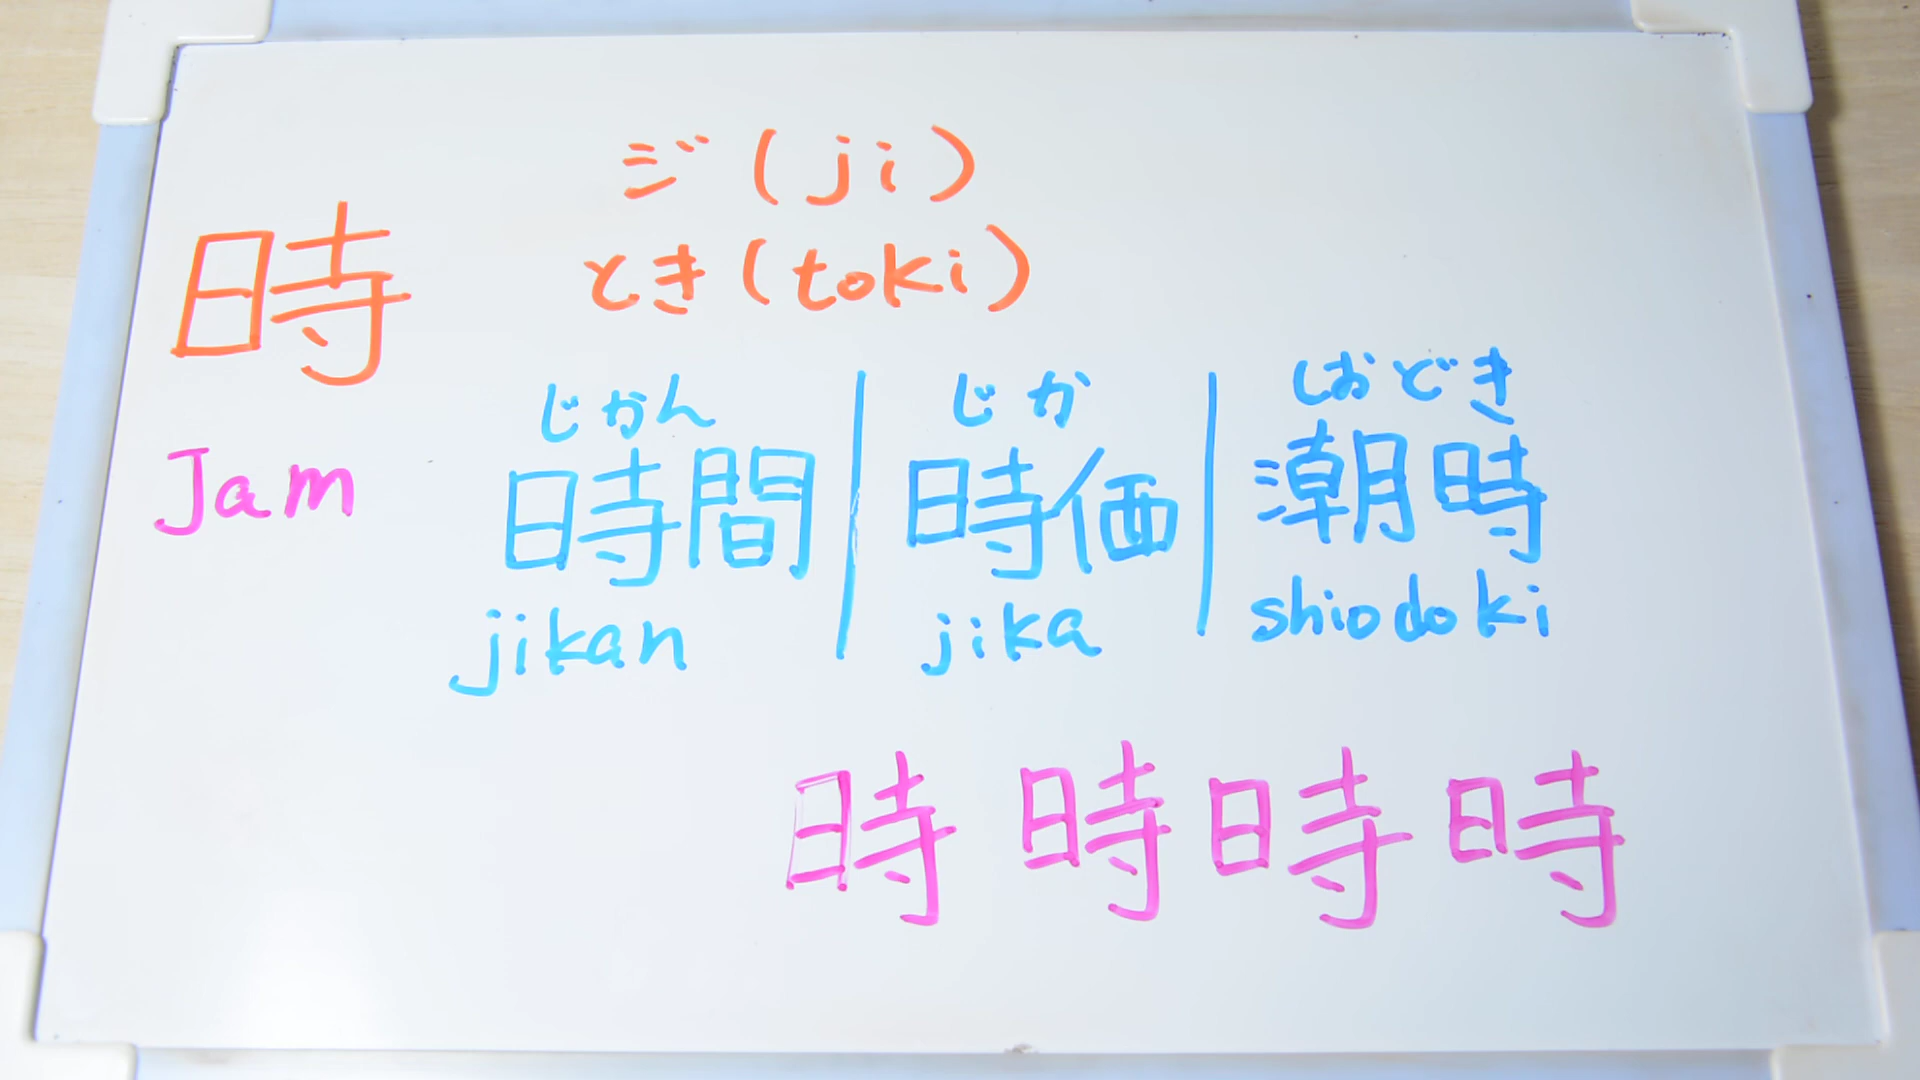 時
ジ(ji)
とき(toki)
Jam
じかん
時間
jikan
じか
時価
jika
しおどき
潮時
shiodoki
時 時 時 時